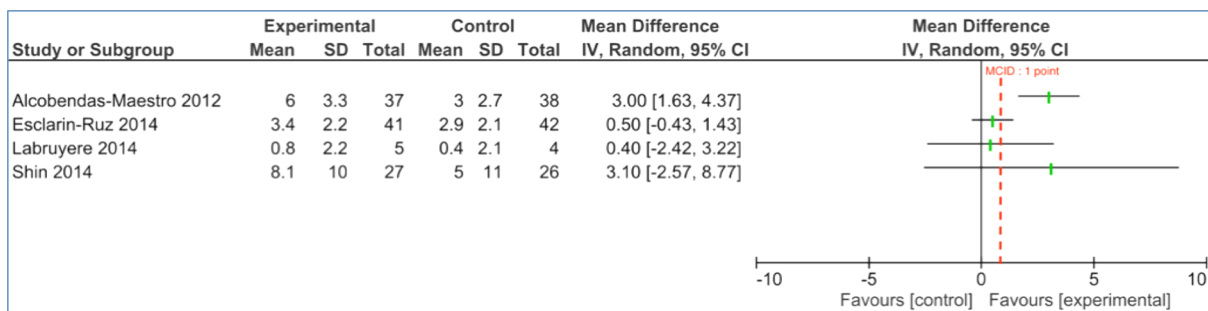 Experimental Control Mean Difference Mean Difference
Study or Subgroup Mean SD Total Mean SD Total IV, Random, 95% CI IV, Random, 95% CI
MCID : 1 point
Alcobendas-Maestro 2012 6 3.3 37 3 2.7 38 3.00 [1.63, 4.37]
Esclarin-Ruz 2014 3.4 2.2 41 2.9 2.1 42 0.50 [-0.43, 1.43]
Labruyere 2014 0.8 2.2 5 0.4 2.1 4 0.40 [-2.42, 3.22]
Shin 2014 8.1 10 27 5 11 26 3.10 [-2.57, 8.77]
-10 -5 0 5 10
Favours [control] Favours [experimental]